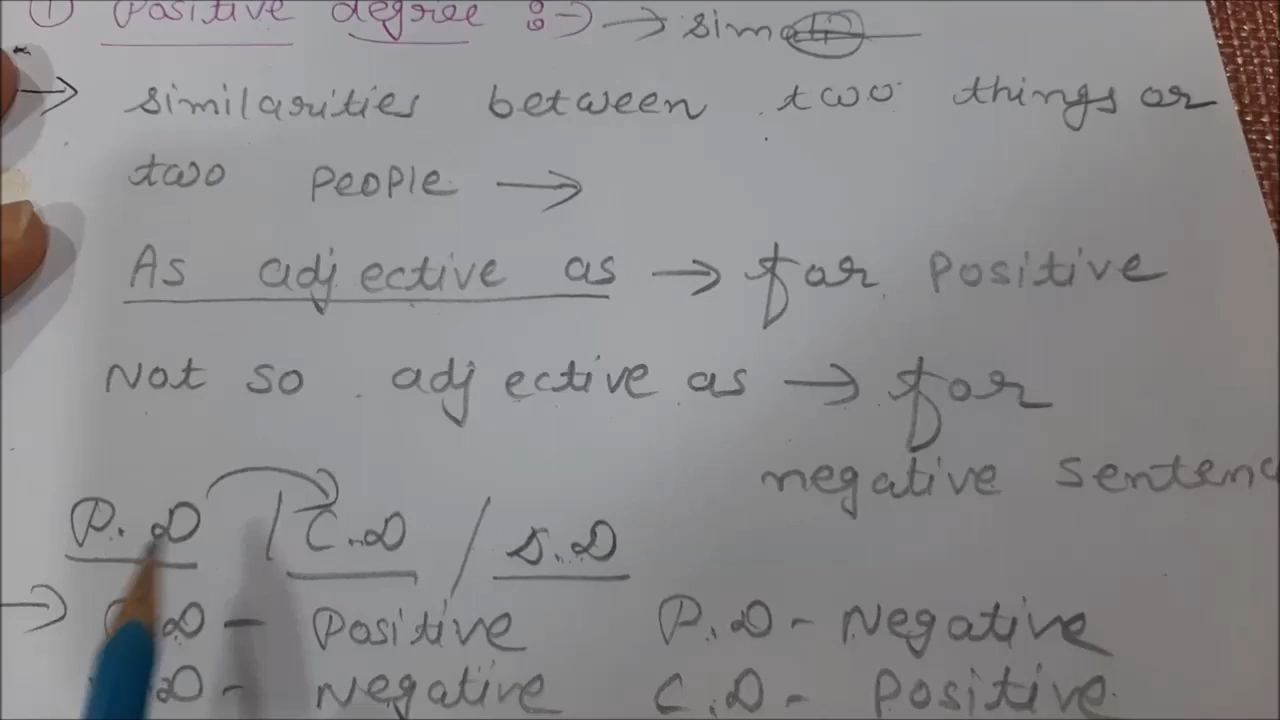 ① Positive degree :-) → sim
→ similarities between two things or
two people →
As adjective as → for positive
Not so adjective as → for
negative sentenc
P.D / C.D / S.D
→ D - Positive P.D - Negative
D - Negative C.D - Positive